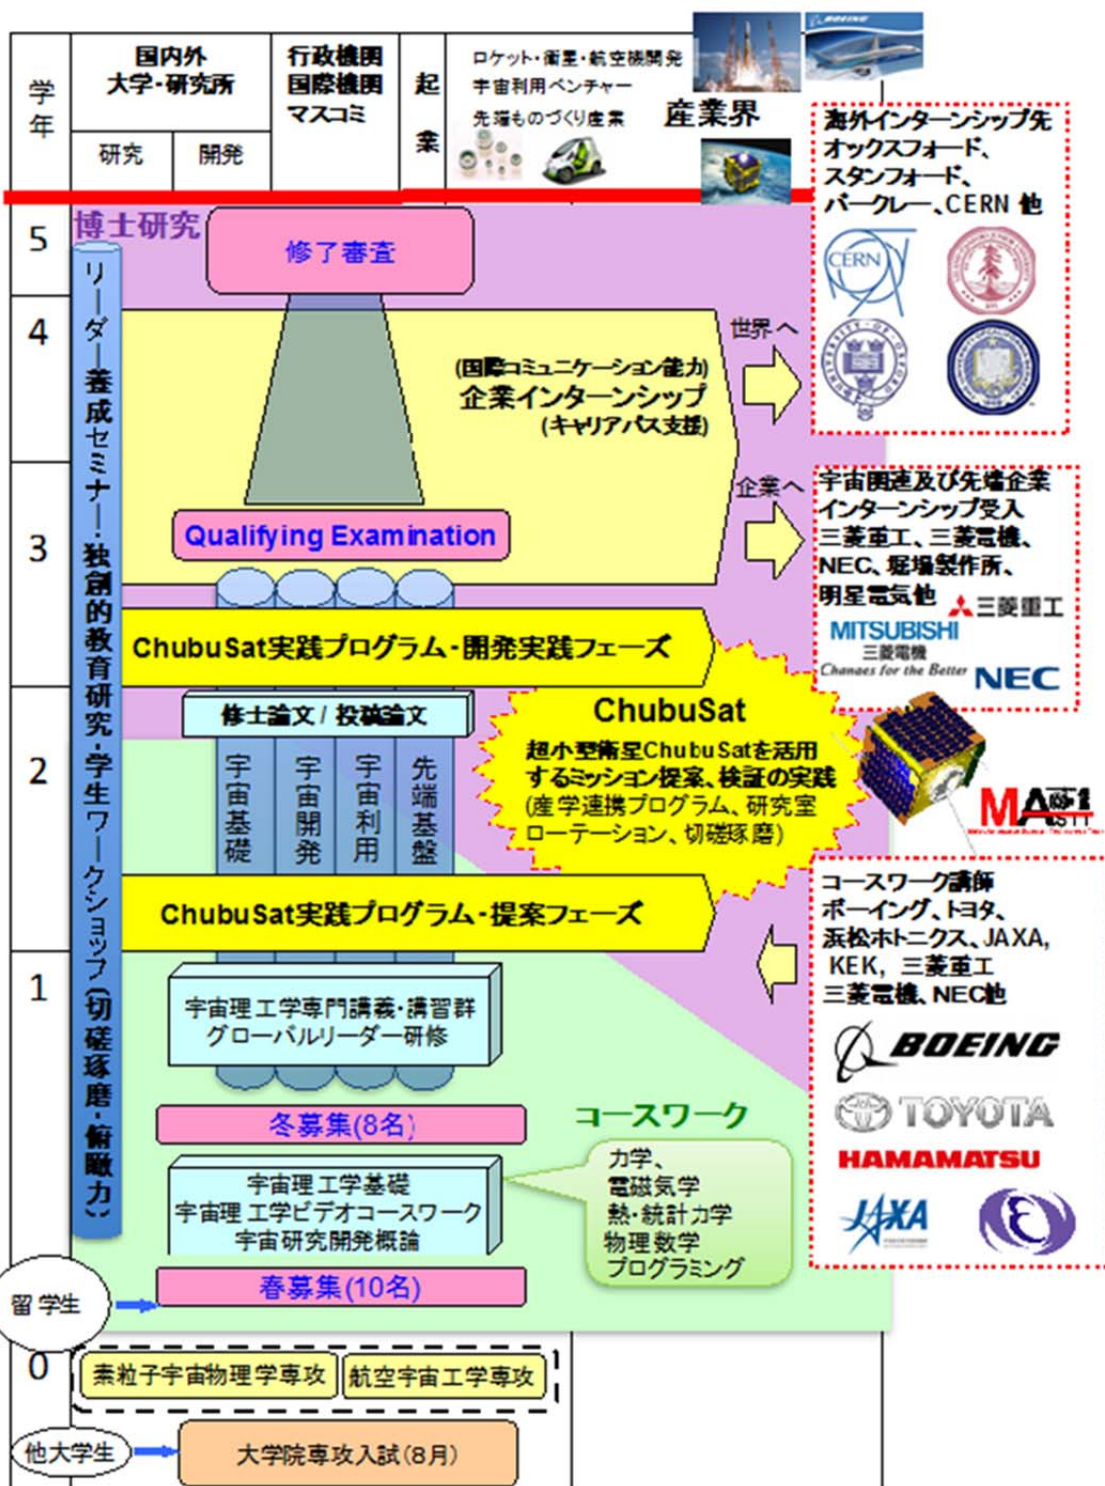 学年
国内外
大学・研究所
研究
開発
行政機関
国際機関
マスコミ
起業
ロケット・衛星・航空機開発
宇宙利用ベンチャー
先端ものづくり産業
産業界
BOEING
海外インターンシップ先
オックスフォード、
スタンフォード、
バークレー、CERN 他
CERN
5
博士研究
修了審査
リーダー養成セミナー・独創的教育研究・学生ワークショップ(切磋琢磨・俯瞰力)
4
(国際コミュニケーション能力)
企業インターンシップ
(キャリアパス支援)
世界へ
企業へ
宇宙関連及び先端企業
インターンシップ受入
三菱重工、三菱電機、
NEC、堀場製作所、
明星電気他
三菱重工
MITSUBISHI
三菱電機
Changes for the Better
NEC
3
Qualifying Examination
ChubuSat実践プログラム-開発実践フェーズ
2
修士論文 / 投稿論文
宇宙基礎
宇宙開発
宇宙利用
先端基盤
ChubuSat
超小型衛星ChubuSatを活用
するミッション提案、検証の実践
(産学連携プログラム、研究室
ローテーション、切磋琢磨)
ChubuSat実践プログラム-提案フェーズ
コースワーク講師
ボーイング、トヨタ、
浜松ホトニクス、JAXA,
KEK, 三菱重工
三菱電機、NEC他
BOEING
TOYOTA
HAMAMATSU
JAXA
1
宇宙理工学専門講義・講習群
グローバルリーダー研修
冬募集(8名)
コースワーク
力学、
電磁気学
熱・統計力学
物理数学
プログラミング
宇宙理工学基礎
宇宙理工学ビデオコースワーク
宇宙研究開発概論
春募集(10名)
留学生
0
素粒子宇宙物理学専攻
航空宇宙工学専攻
他大学生
大学院専攻入試(8月)